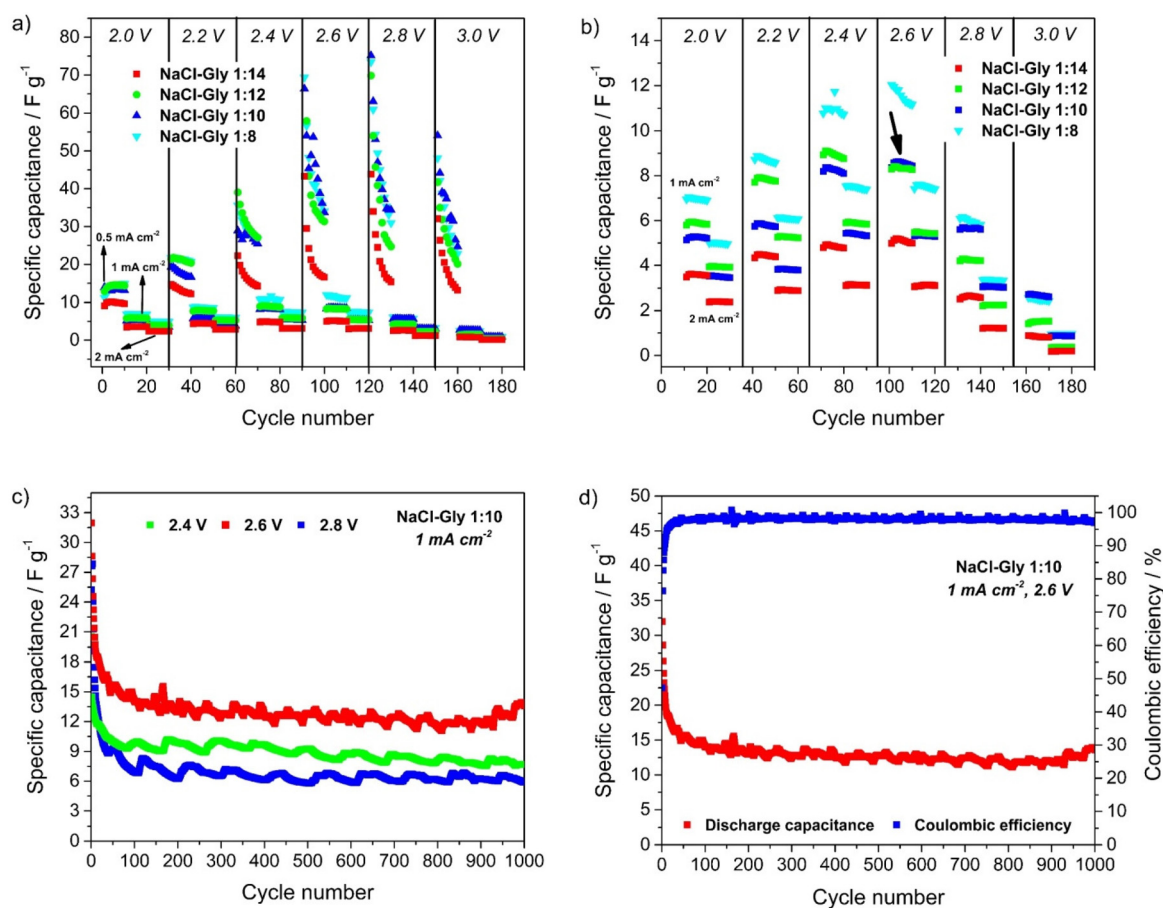 a)
2.0 V 2.2 V 2.4 V 2.6 V 2.8 V 3.0 V
80
70
60
50
40
30
20
10
0
Specific capacitance / F g⁻¹
NaCl-Gly 1:14
NaCl-Gly 1:12
NaCl-Gly 1:10
NaCl-Gly 1:8
0.5 mA cm⁻²
1 mA cm⁻²
2 mA cm⁻²
0 20 40 60 80 100 120 140 160 180
Cycle number
b)
2.0 V 2.2 V 2.4 V 2.6 V 2.8 V 3.0 V
14
12
10
8
6
4
2
0
Specific capacitance / F g⁻¹
NaCl-Gly 1:14
NaCl-Gly 1:12
NaCl-Gly 1:10
NaCl-Gly 1:8
1 mA cm⁻²
2 mA cm⁻²
0 20 40 60 80 100 120 140 160 180
Cycle number
c)
33
30
27
24
21
18
15
12
9
6
3
0
Specific capacitance / F g⁻¹
2.4 V 2.6 V 2.8 V
NaCl-Gly 1:10
1 mA cm⁻²
0 100 200 300 400 500 600 700 800 900 1000
Cycle number
d)
50
45
40
35
30
25
20
15
10
5
0
Specific capacitance / F g⁻¹
NaCl-Gly 1:10
1 mA cm⁻², 2.6 V
Discharge capacitance Coulombic efficiency
100
90
80
70
60
50
40
30
20
10
0
Coulombic efficiency / %
0 100 200 300 400 500 600 700 800 900 1000
Cycle number